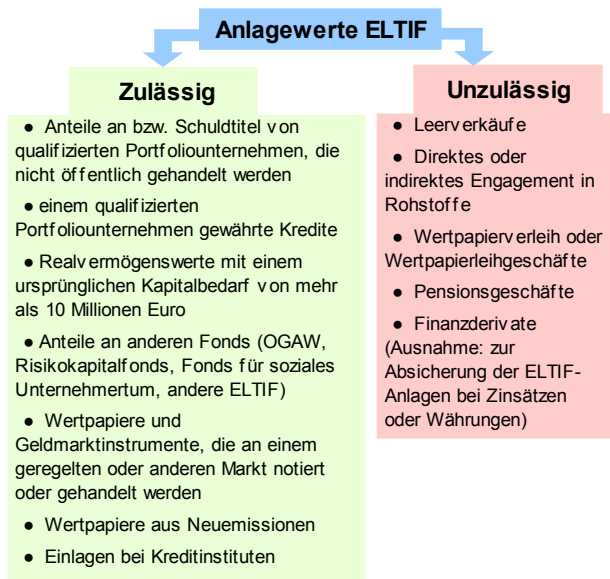 Anlagewerte ELTIF
Zulässig
● Anteile an bzw. Schuldtitel von
qualifizierten Portfoliounternehmen, die
nicht öffentlich gehandelt werden
● einem qualifizierten
Portfoliounternehmen gewährte Kredite
● Realvermögenswerte mit einem
ursprünglichen Kapitalbedarf von mehr
als 10 Millionen Euro
● Anteile an anderen Fonds (OGAW,
Risikokapitalfonds, Fonds für soziales
Unternehmertum, andere ELTIF)
● Wertpapiere und
Geldmarktinstrumente, die an einem
geregelten oder anderen Markt notiert
oder gehandelt werden
● Wertpapiere aus Neuemissionen
● Einlagen bei Kreditinstituten
Unzulässig
● Leerverkäufe
● Direktes oder
indirektes Engagement in
Rohstoffe
● Wertpapierverleih oder
Wertpapierleihgeschäfte
● Pensionsgeschäfte
● Finanzderivate
(Ausnahme: zur
Absicherung der ELTIF-
Anlagen bei Zinsätzen
oder Währungen)